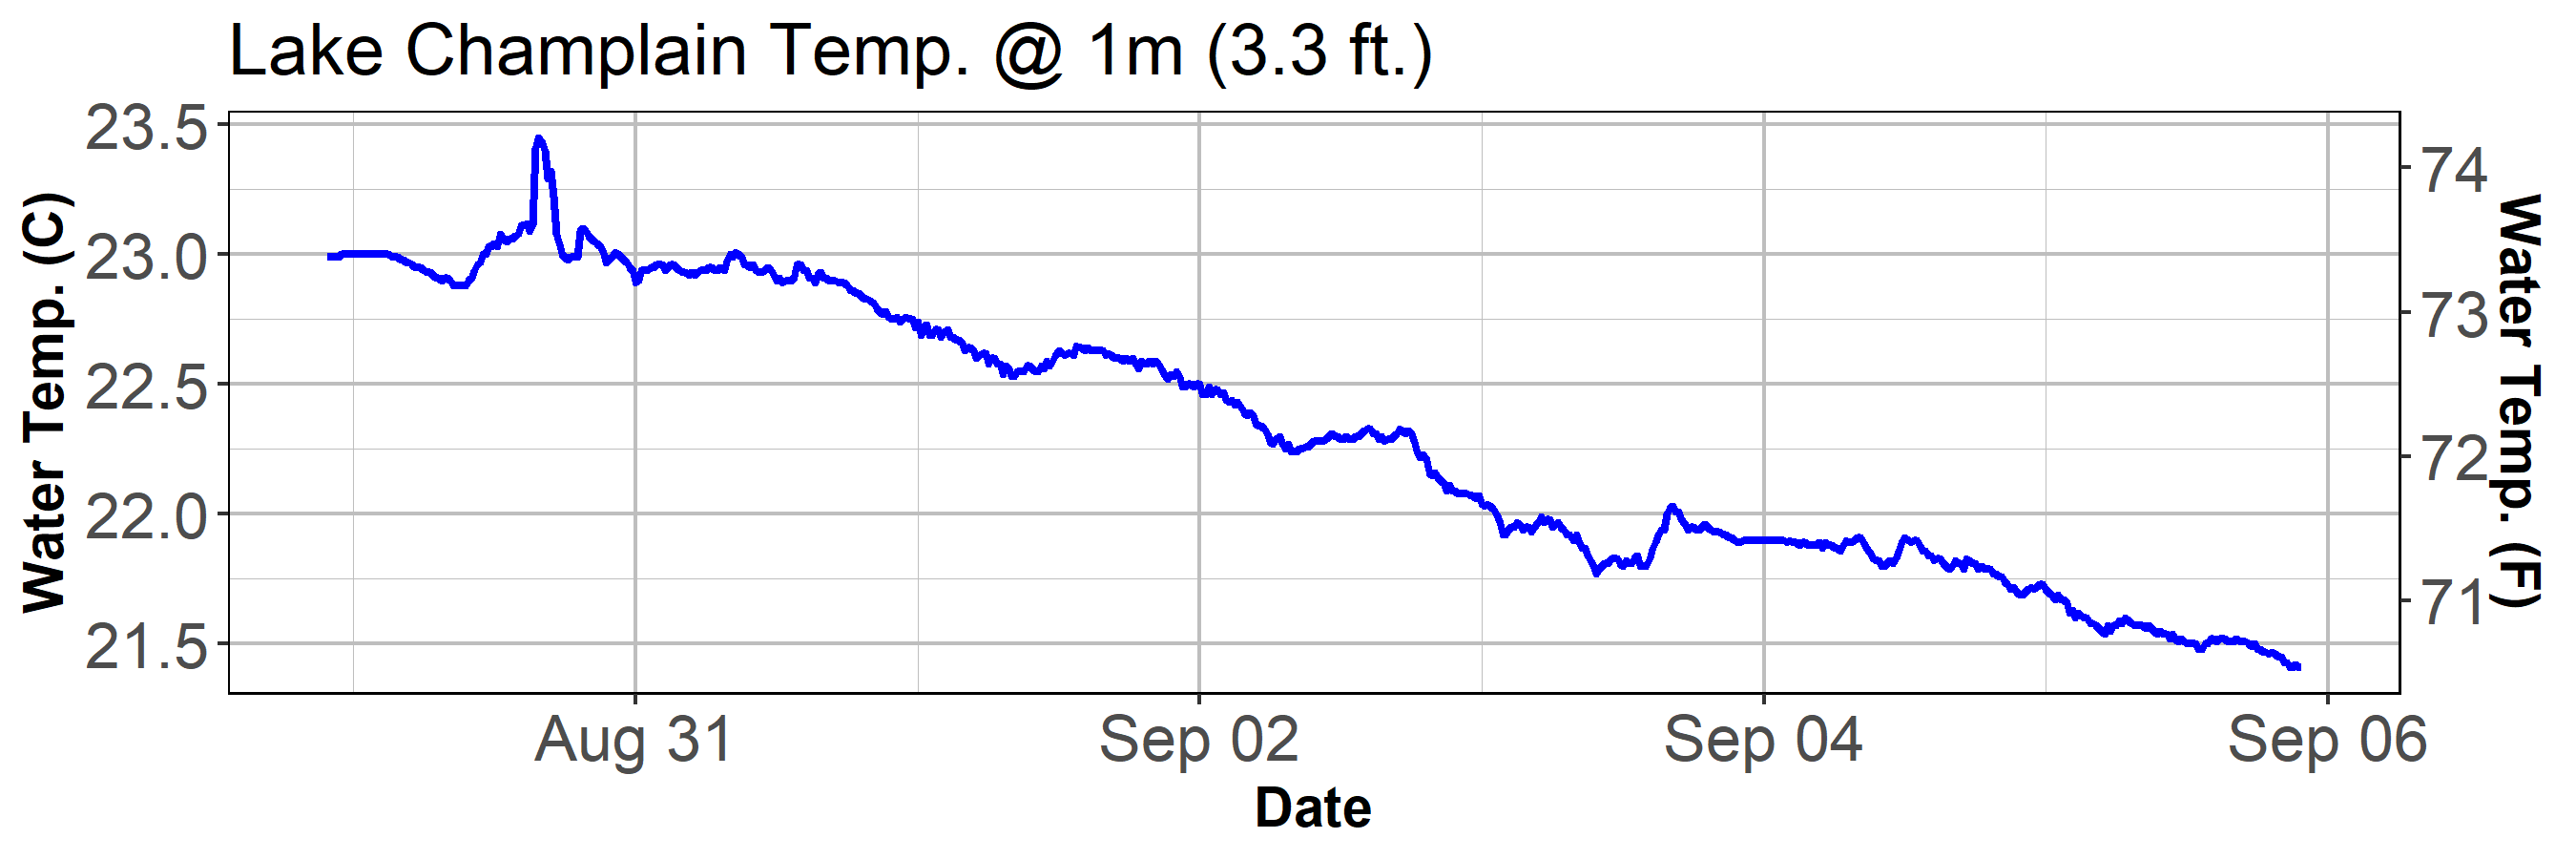 Lake Champlain Temp. @ 1m (3.3 ft.)
Water Temp. (C)
23.5
23.0
22.5
22.0
21.5
74
73
72
71
Water Temp. (F)
Aug 31
Sep 02
Sep 04
Sep 06
Date